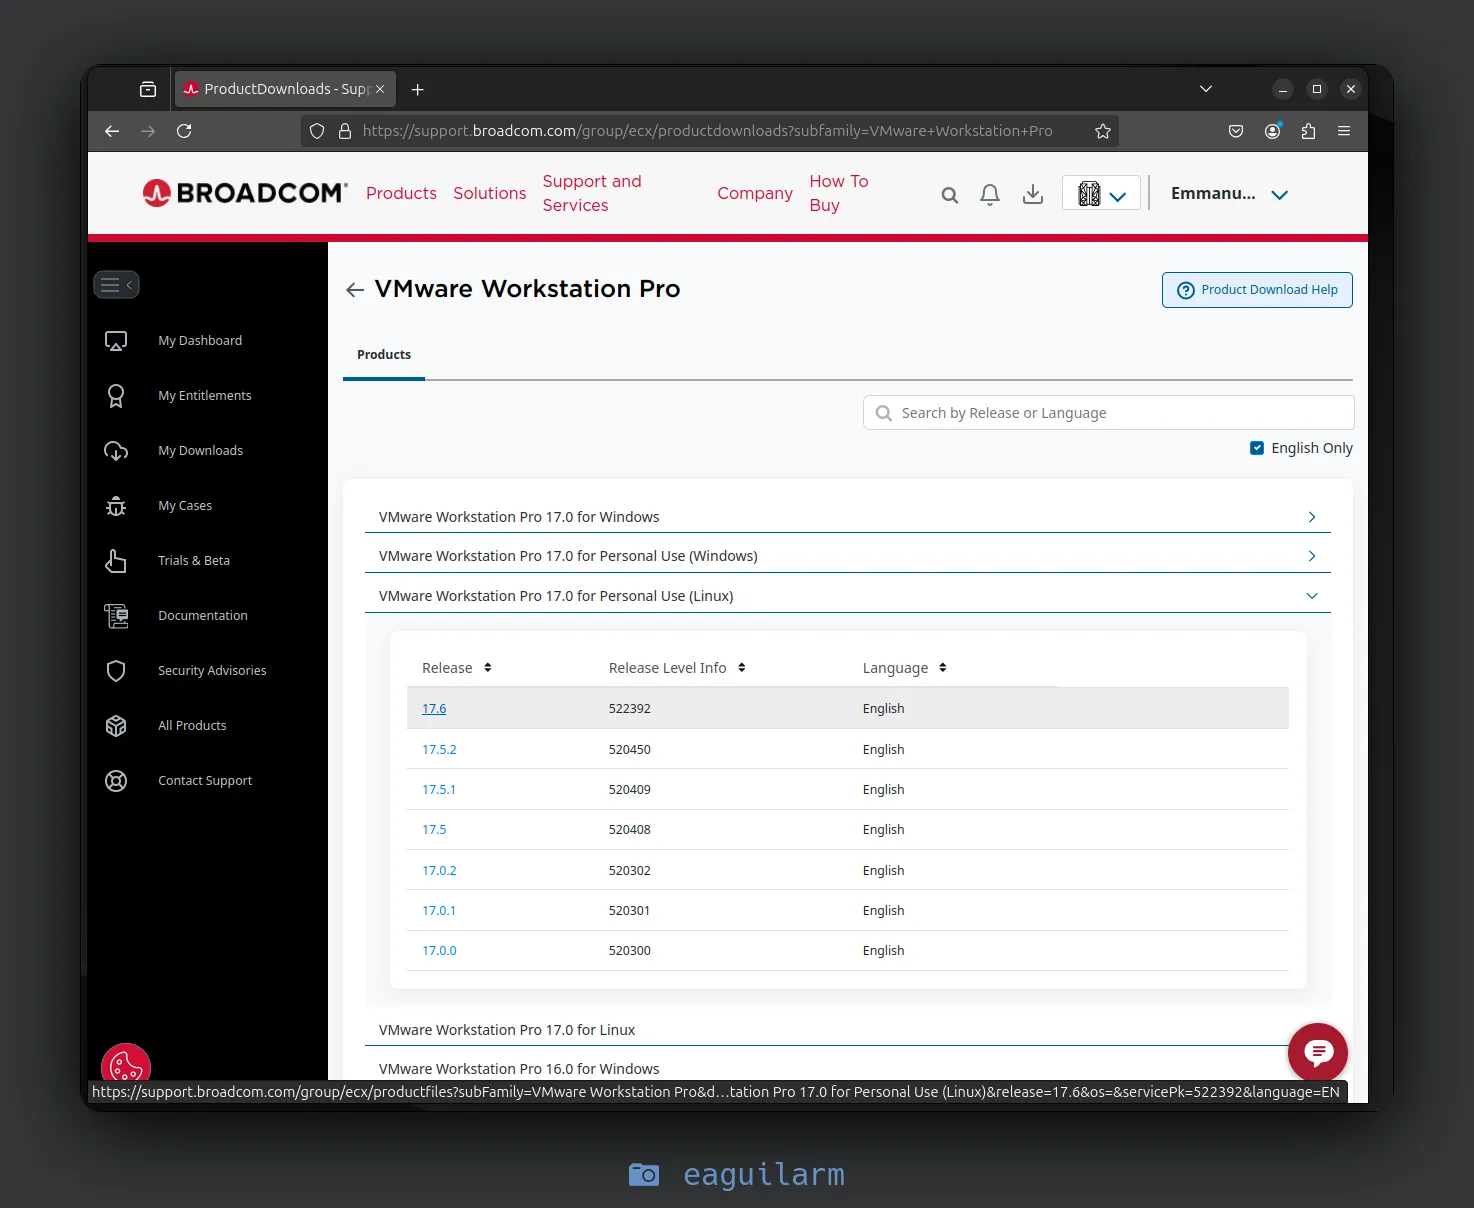 ProductDownloads - Supp
https://support.broadcom.com/group/ecx/productdownloads?subfamily=VMware+Workstation+Pro
BROADCOM®
Products
Solutions
Support and
Services
Company
How To
Buy
Emmanu...
My Dashboard
My Entitlements
My Downloads
My Cases
Trials & Beta
Documentation
Security Advisories
All Products
Contact Support
VMware Workstation Pro
Product Download Help
Products
Search by Release or Language
English Only
VMware Workstation Pro 17.0 for Windows
VMware Workstation Pro 17.0 for Personal Use (Windows)
VMware Workstation Pro 17.0 for Personal Use (Linux)
Release Release Level Info Language
17.6 522392 English
17.5.2 520450 English
17.5.1 520409 English
17.5 520408 English
17.0.2 520302 English
17.0.1 520301 English
17.0.0 520300 English
VMware Workstation Pro 17.0 for Linux
VMware Workstation Pro 16.0 for Windows
https://support.broadcom.com/group/ecx/productfiles?subFamily=VMware Workstation Pro&d…tation Pro 17.0 for Personal Use (Linux)&release=17.6&os=&servicePk=522392&language=EN
eaguilarm